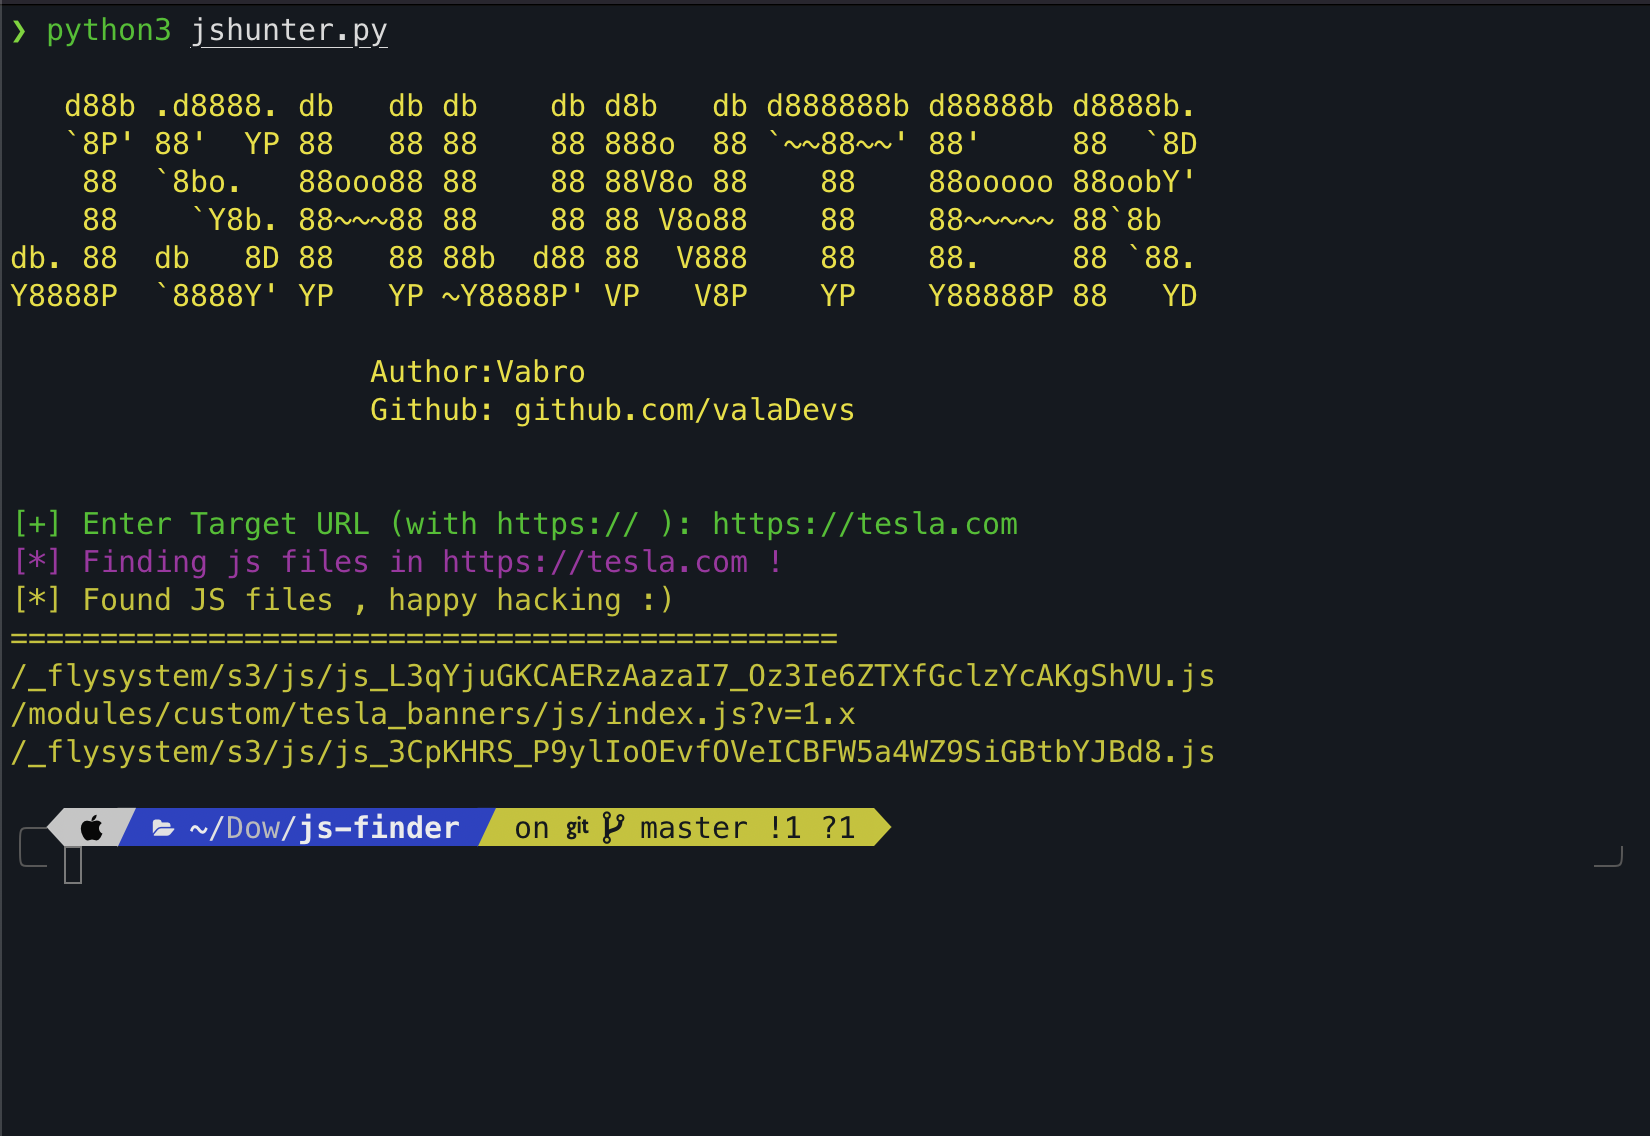 ❯ python3 jshunter.py
   d88b .d8888. db   db db    db d8b   db d888888b d88888b d8888b.
   `8P' 88'  YP 88   88 88    88 888o  88 `~~88~~' 88'     88  `8D
    88  `8bo.   88ooo88 88    88 88V8o 88    88    88ooooo 88oobY'
    88    `Y8b. 88~~~88 88    88 88 V8o88    88    88~~~~~ 88`8b
db. 88  db   8D 88   88 88b  d88 88  V888    88    88.     88 `88.
Y8888P  `8888Y' YP   YP ~Y8888P' VP   V8P    YP    Y88888P 88   YD
Author:Vabro
Github: github.com/valaDevs
[+] Enter Target URL (with https:// ): https://tesla.com
[*] Finding js files in https://tesla.com !
[*] Found JS files , happy hacking :)
==============================================
/_flysystem/s3/js/js_L3qYjuGKCAERzAazaI7_Oz3Ie6ZTXfGclzYcAKgShVU.js
/modules/custom/tesla_banners/js/index.js?v=1.x
/_flysystem/s3/js/js_3CpKHRS_P9ylIoOEvfOVeICBFW5a4WZ9SiGBtbYJBd8.js
~/Dow/js-finder on git master !1 ?1